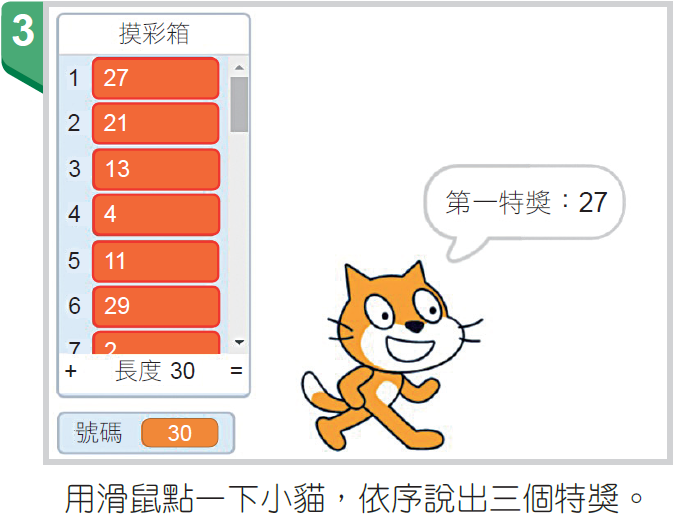 3
摸彩箱
1 27
2 21
3 13
4 4
5 11
6 29
7 2
+ 長度 30 =
號碼 30
第一特獎：27
用滑鼠點一下小貓，依序說出三個特獎。